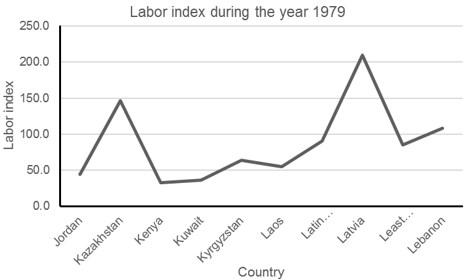 Labor index during the year 1979
250.0
200.0
150.0
100.0
50.0
0.0
Labor index
Jordan
Kazakhstan
Kenya
Kuwait
Kyrgyzstan
Laos
Latin...
Latvia
Least...
Lebanon
Country